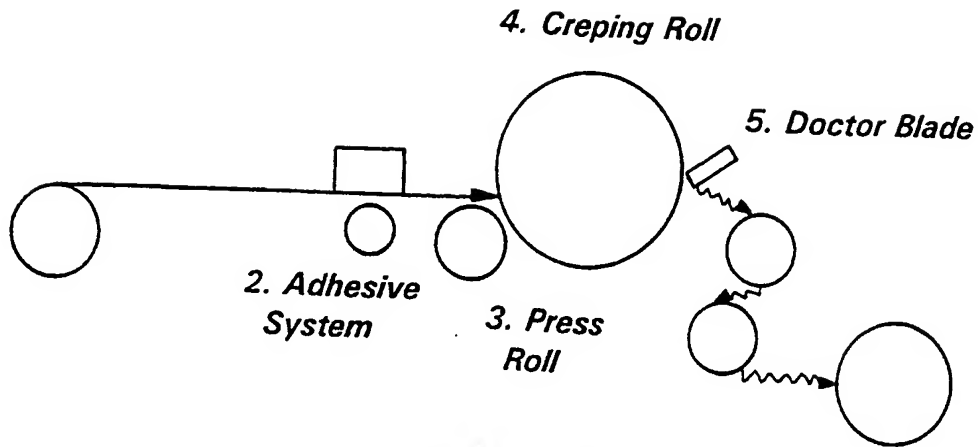 4. Creping Roll
5. Doctor Blade
2. Adhesive
System
3. Press
Roll